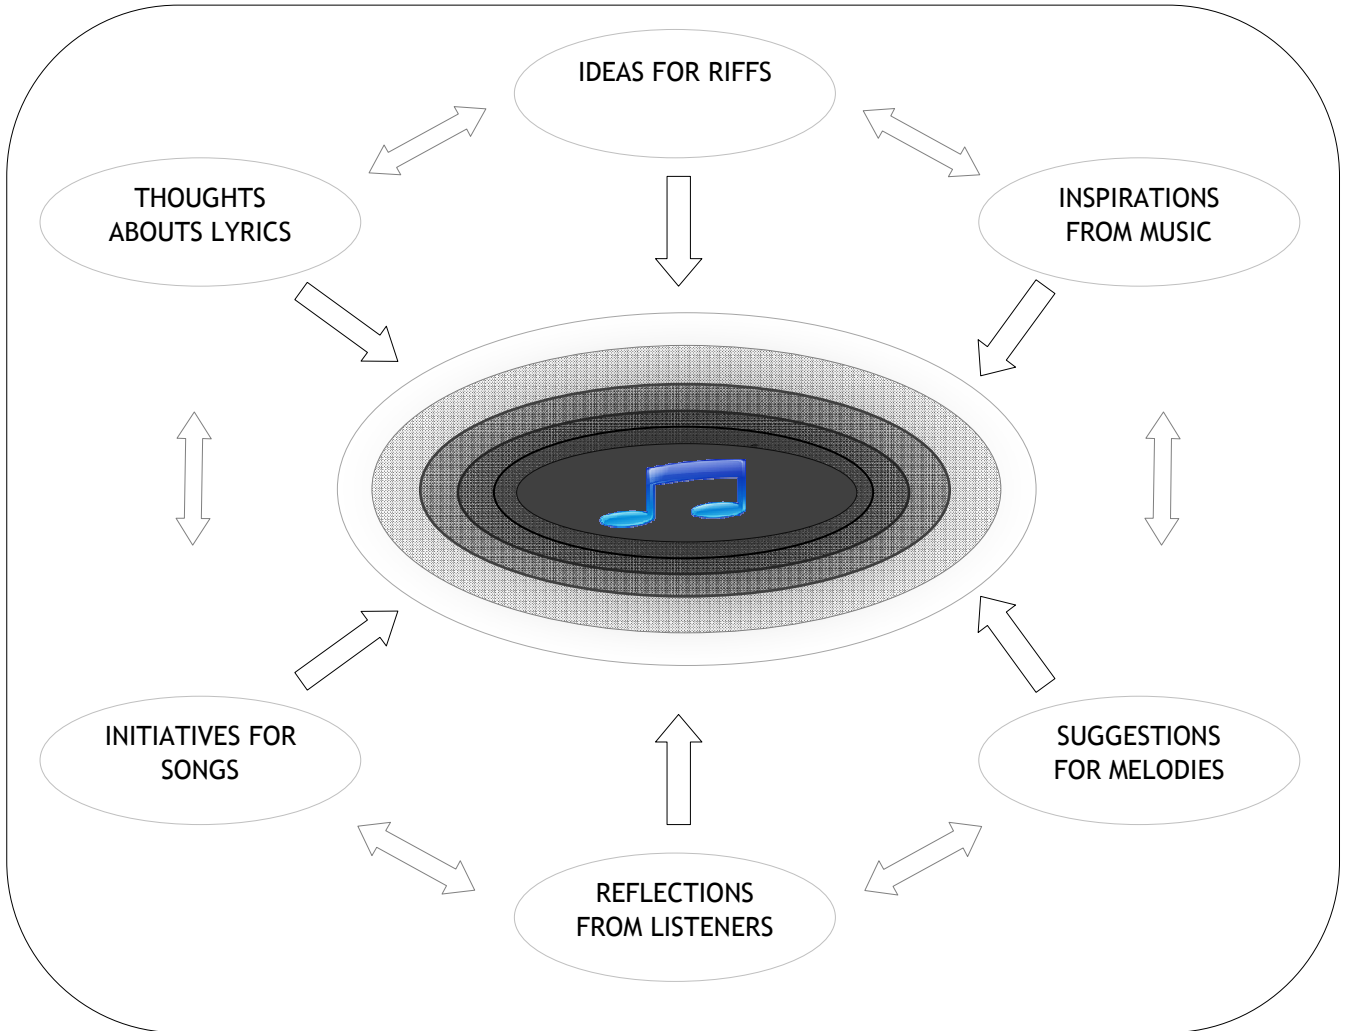 IDEAS FOR RIFFS
THOUGHTS
ABOUTS LYRICS
INSPIRATIONS
FROM MUSIC
INITIATIVES FOR
SONGS
SUGGESTIONS
FOR MELODIES
REFLECTIONS
FROM LISTENERS